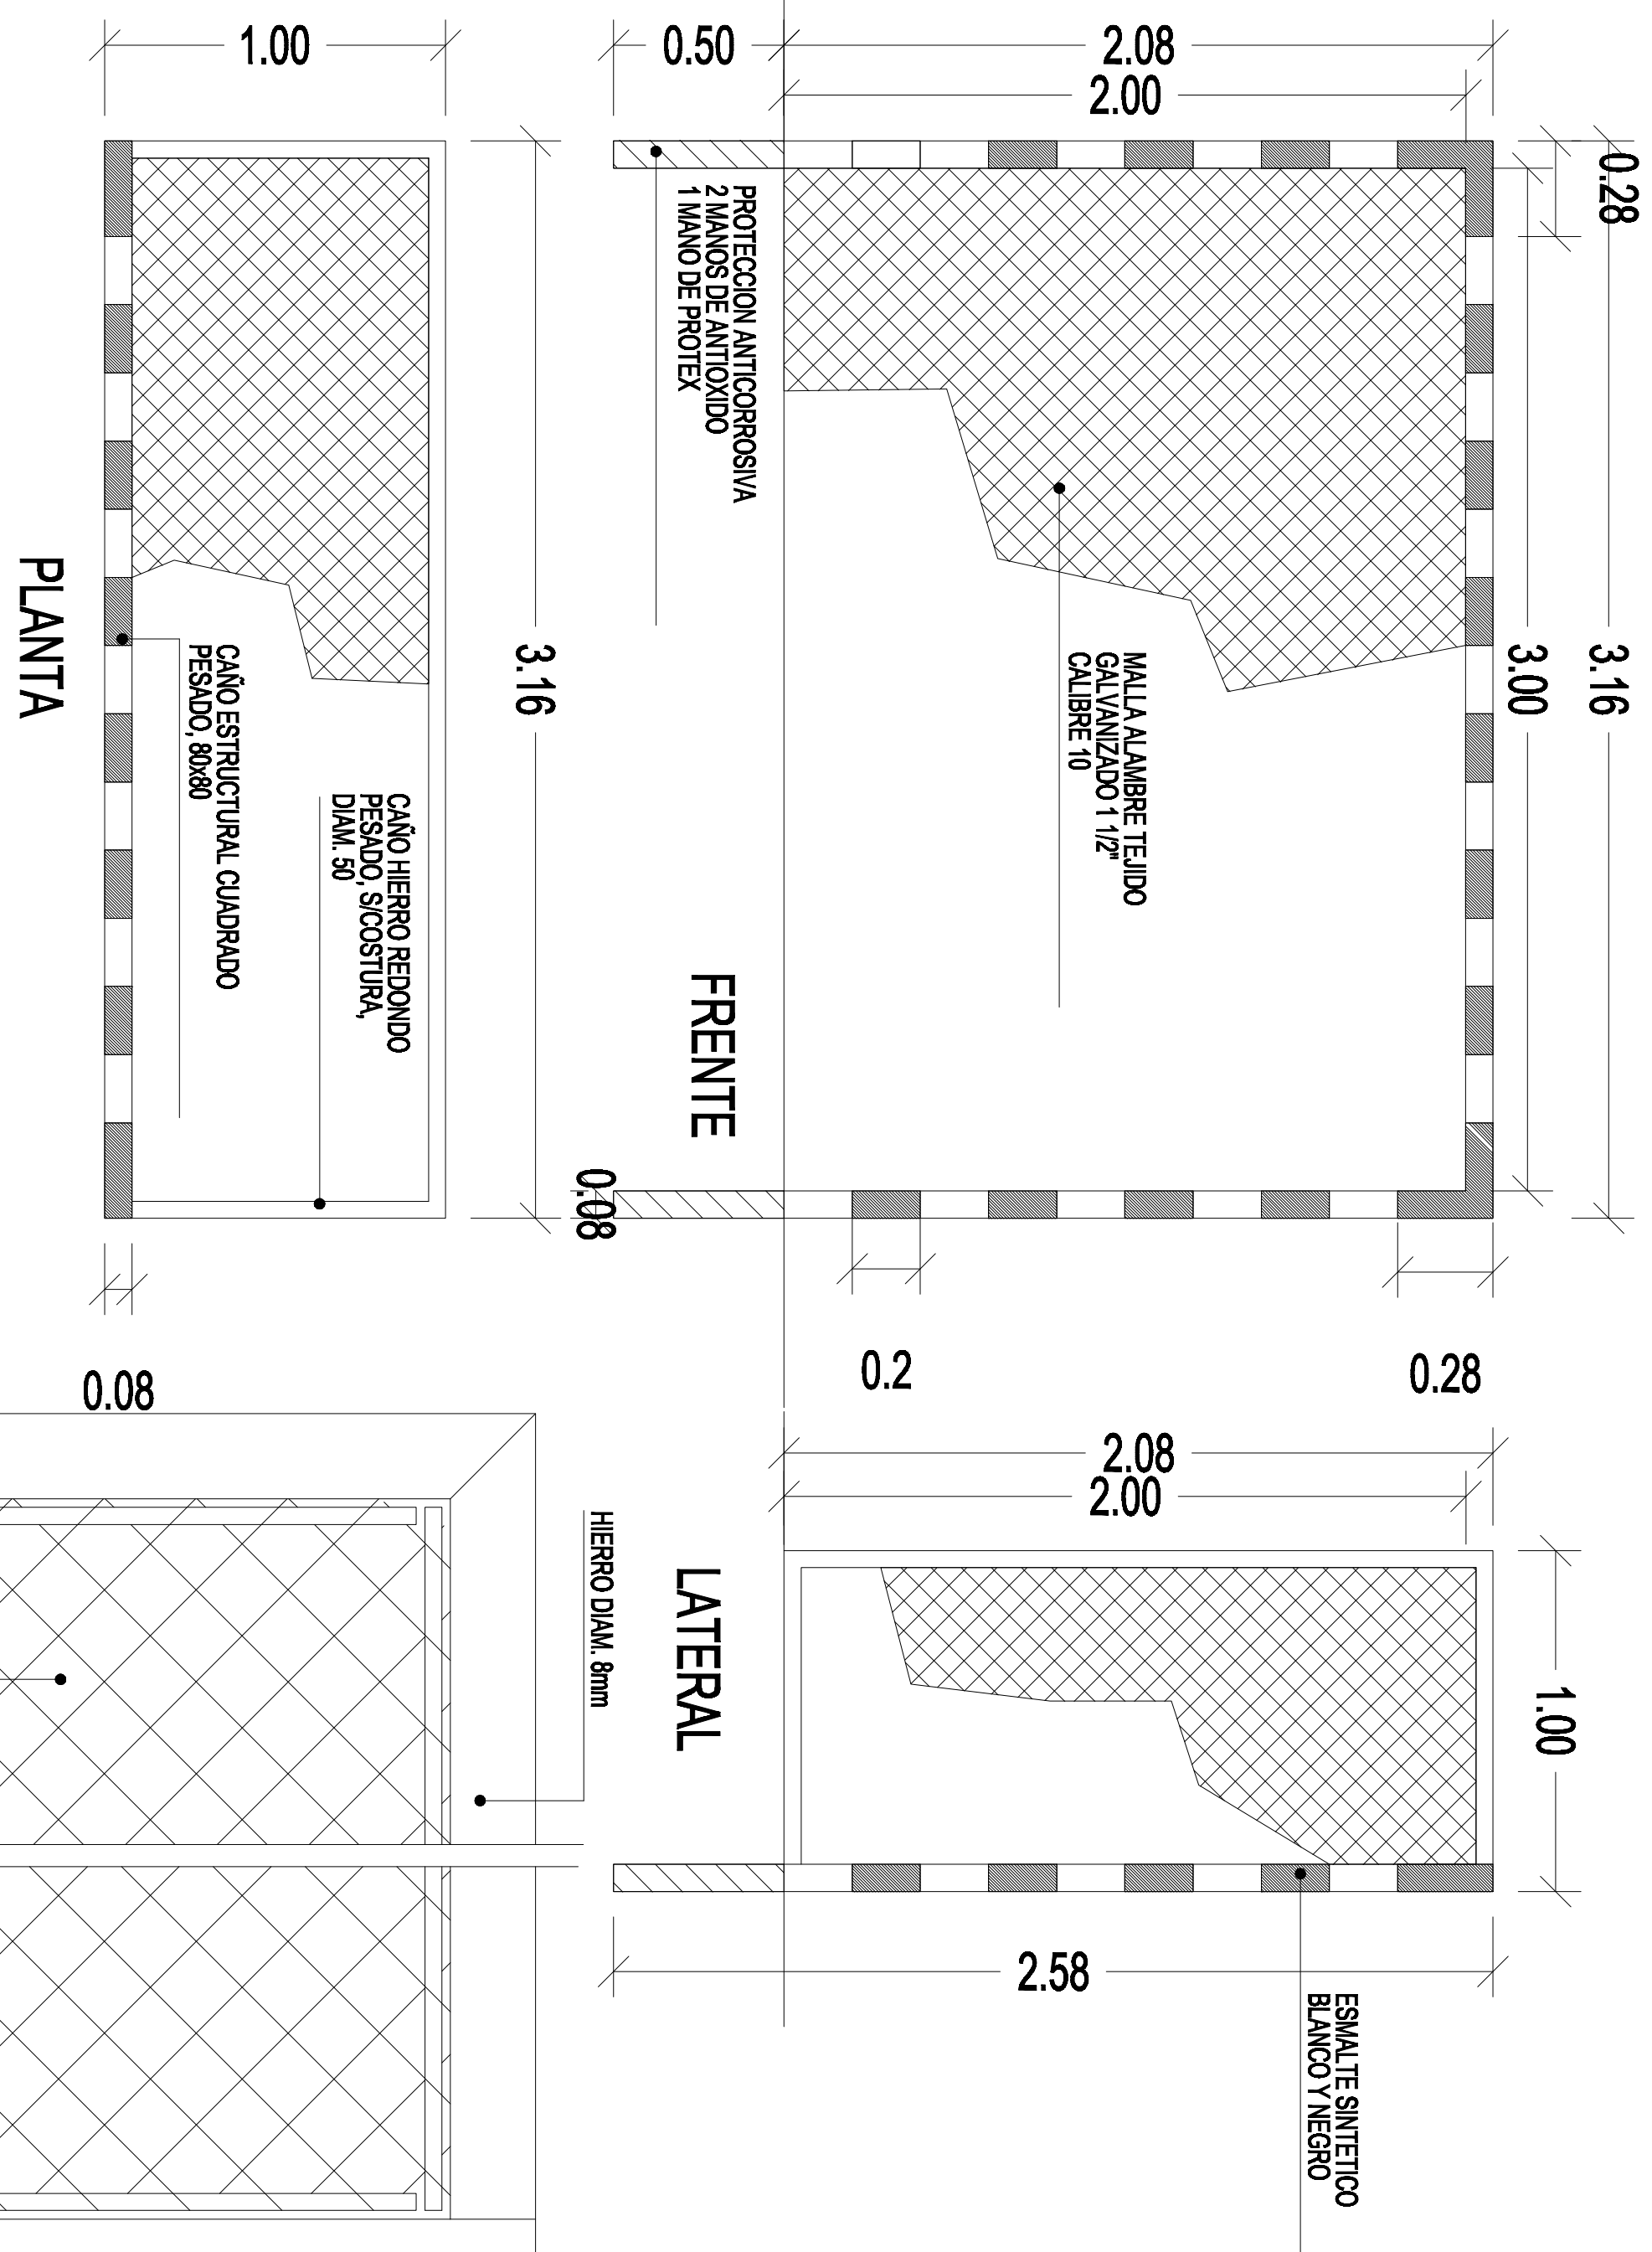 0.28
3.16
3.00
2.08
2.00
0.50
MALLA ALAMBRE TEJIDO
GALVANIZADO 1 1/2"
CALIBRE 10
PROTECCION ANTICORROSIVA
2 MANOS DE ANTIOXIDO
1 MANO DE PROTEX
FRENTE
0.08
0.28
0.2
1.00
3.16
CAÑO HIERRO REDONDO
PESADO, S/COSTURA,
DIAM. 50
CAÑO ESTRUCTURAL CUADRADO
PESADO, 80x80
PLANTA
0.08
2.08
2.00
1.00
2.58
LATERAL
ESMALTE SINTETICO
BLANCO Y NEGRO
HIERRO DIAM. 8mm